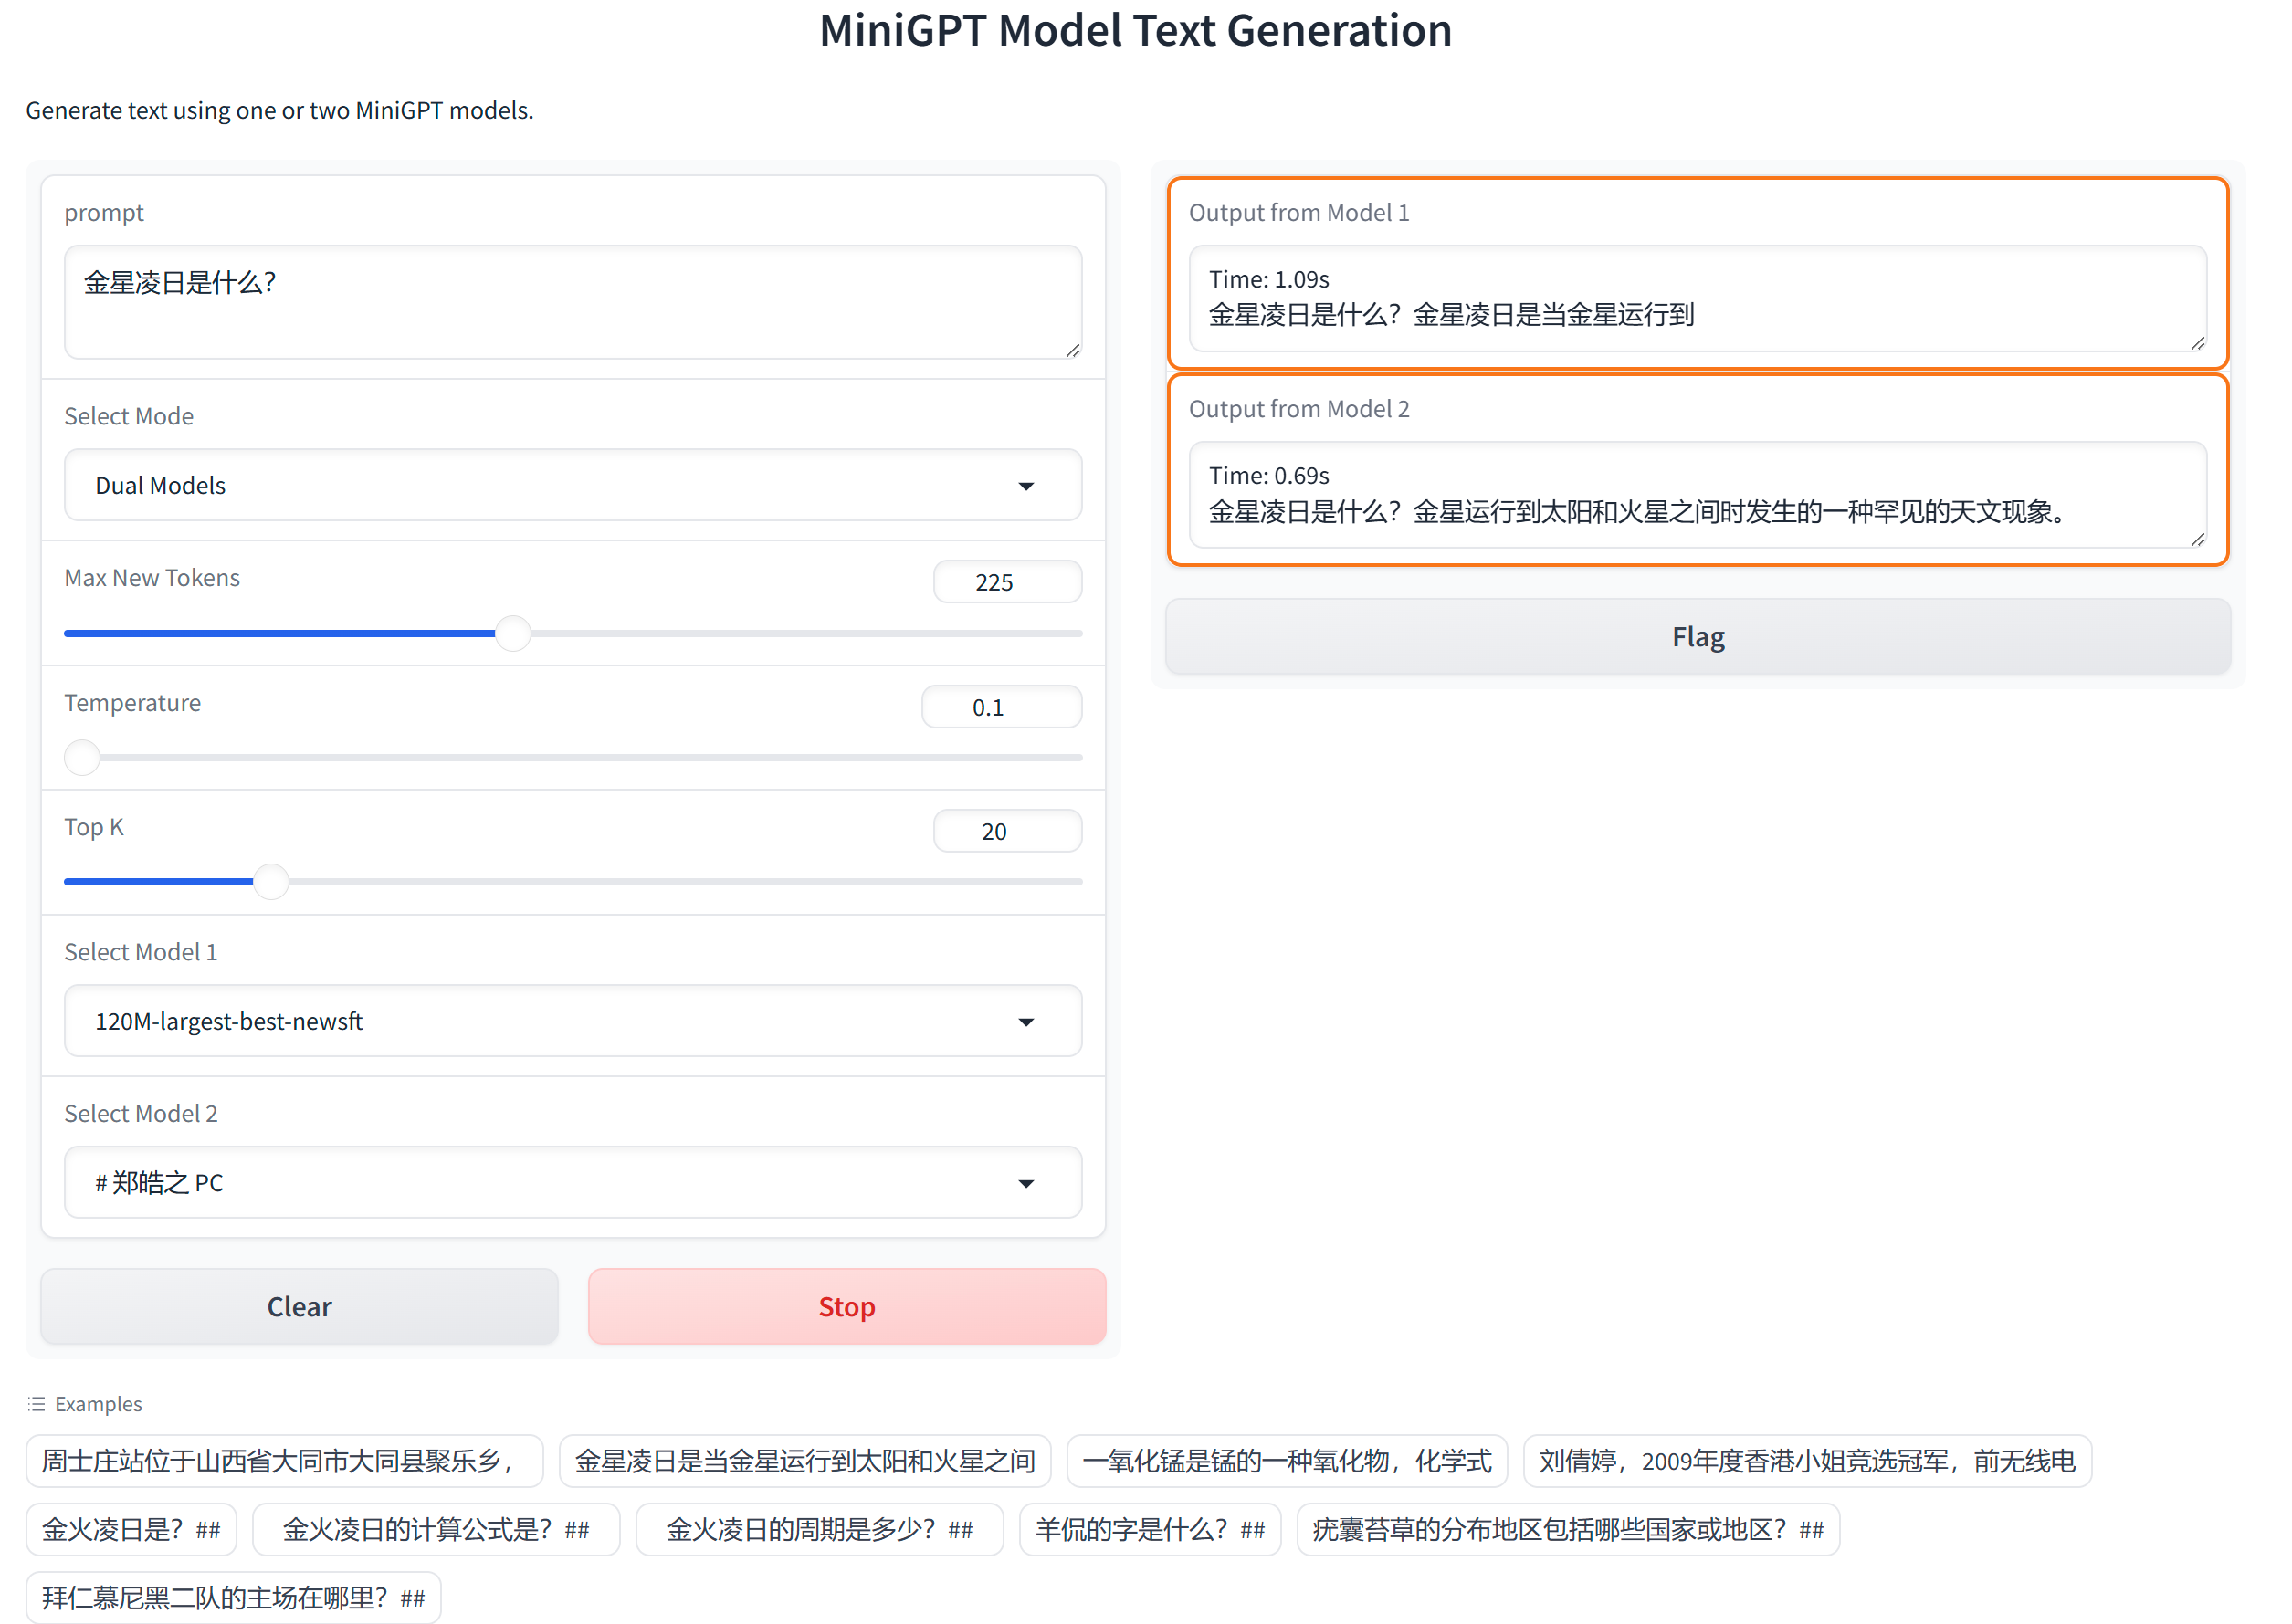 MiniGPT Model Text Generation
Generate text using one or two MiniGPT models.
prompt
金星凌日是什么？
Select Mode
Dual Models
Max New Tokens
225
Temperature
0.1
Top K
20
Select Model 1
120M-largest-best-newsft
Select Model 2
# 郑皓之 PC
Clear
Stop
Output from Model 1
Time: 1.09s
金星凌日是什么？金星凌日是当金星运行到
Output from Model 2
Time: 0.69s
金星凌日是什么？金星运行到太阳和火星之间时发生的一种罕见的天文现象。
Flag
Examples
周士庄站位于山西省大同市大同县聚乐乡，
金星凌日是当金星运行到太阳和火星之间
一氧化锰是锰的一种氧化物，化学式
刘倩婷，2009年度香港小姐竞选冠军，前无线电
金火凌日是？##
金火凌日的计算公式是？##
金火凌日的周期是多少？##
羊侃的字是什么？##
疣囊苔草的分布地区包括哪些国家或地区？##
拜仁慕尼黑二队的主场在哪里？##